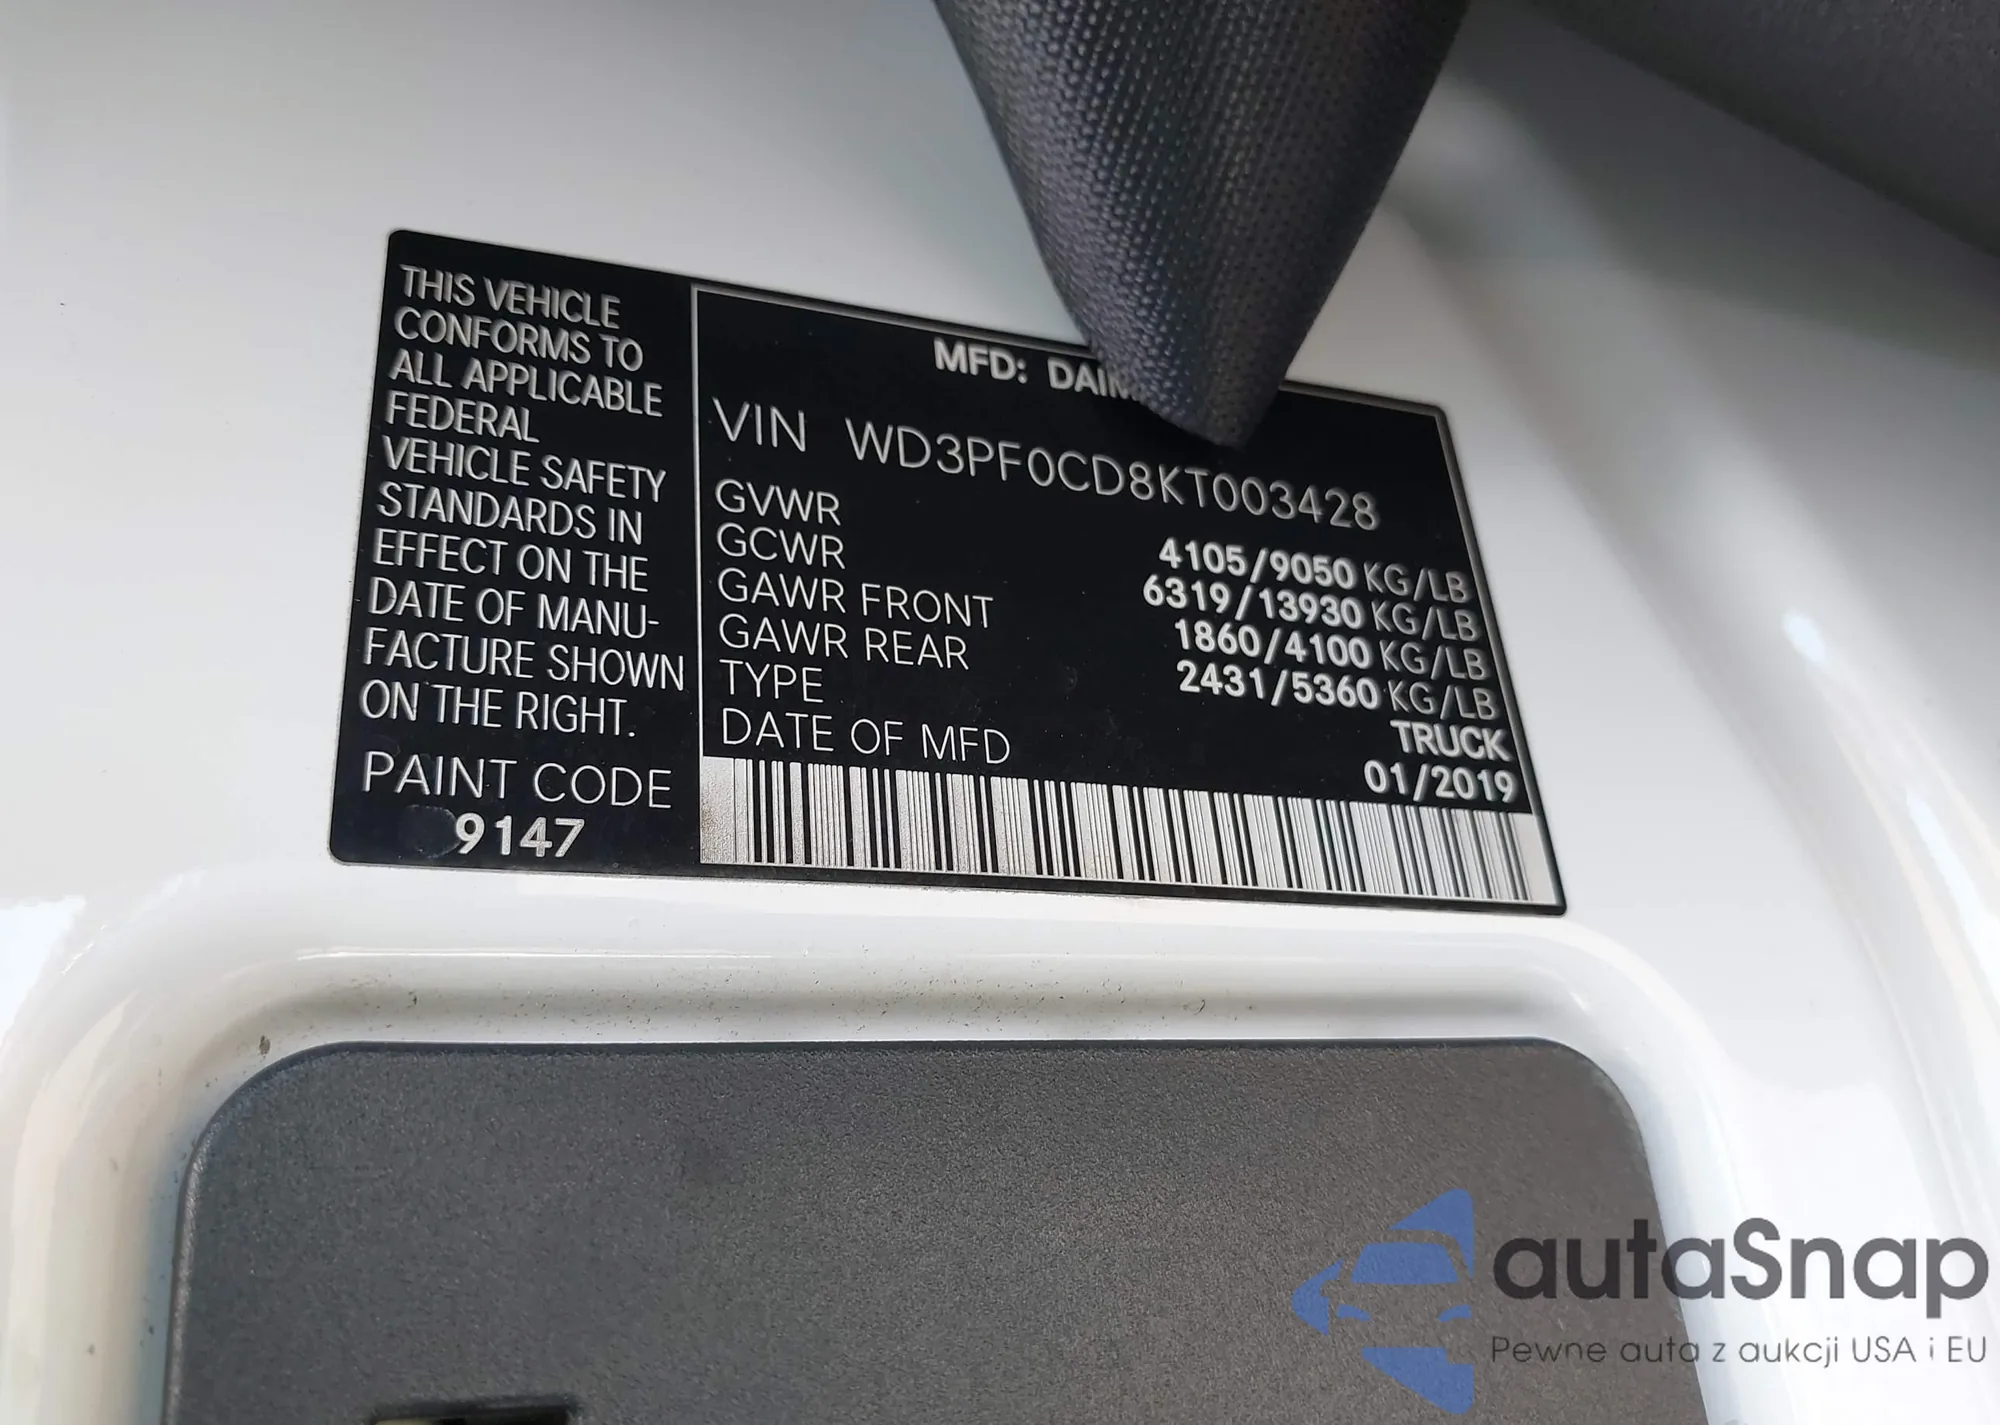 THIS VEHICLE
CONFORMS TO
ALL APPLICABLE
FEDERAL
VEHICLE SAFETY
STANDARDS IN
EFFECT ON THE
DATE OF MANU-
FACTURE SHOWN
ON THE RIGHT.
PAINT CODE
9147
MFD:
VIN WD3PF0CD8KT003428
GVWR 4105/9050 KG/LB
GCWR 6319/13930 KG/LB
GAWR FRONT 1860/4100 KG/LB
GAWR REAR 2431/5360 KG/LB
TYPE TRUCK
DATE OF MFD 01/2019
autaSnap
Pewne auta z aukcji USA i EU